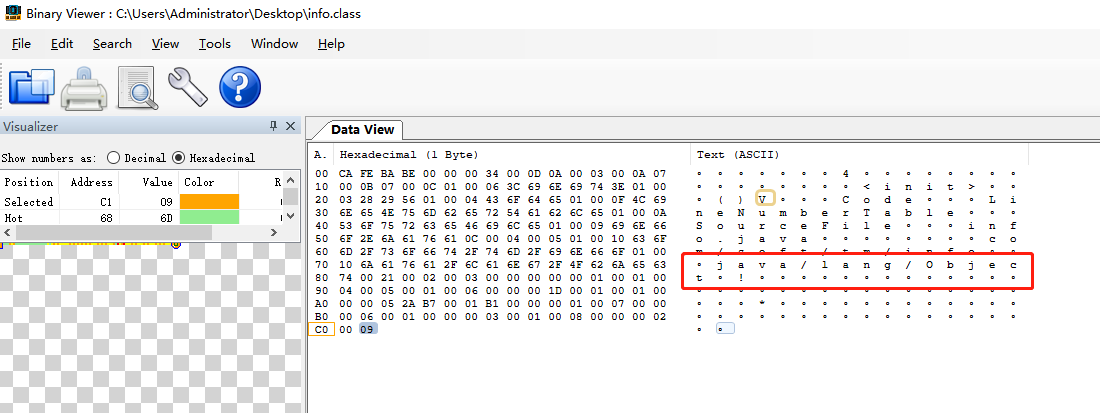 Binary Viewer : C:\Users\Administrator\Desktop\info.class
File Edit Search View Tools Window Help
Visualizer
Show numbers as: Decimal Hexadecimal
Position Address Value Color R
Selected C1 09
Hot 68 6D
Data View
A. Hexadecimal (1 Byte) Text (ASCII)
00 CA FE BA BE 00 00 00 34 00 0D 0A 00 03 00 0A 07 ∘ ∘ ∘ ∘ ∘ ∘ ∘ 4 ∘ ∘ ∘ ∘ ∘ ∘ ∘ ∘
10 00 0B 07 00 0C 01 00 06 3C 69 6E 69 74 3E 01 00 ∘ ∘ ∘ ∘ ∘ ∘ ∘ ∘ < i n i t > ∘ ∘
20 03 28 29 56 01 00 04 43 6F 64 65 01 00 0F 4C 69 ∘ ( ) V ∘ ∘ ∘ C o d e ∘ ∘ ∘ L i
30 6E 65 4E 75 6D 62 65 72 54 61 62 6C 65 01 00 0A n e N u m b e r T a b l e ∘ ∘ ∘
40 53 6F 75 72 63 65 46 69 6C 65 01 00 09 69 6E 66 S o u r c e F i l e ∘ ∘ ∘ i n f
50 6F 2E 6A 61 76 61 0C 00 04 00 05 01 00 10 63 6F o . j a v a ∘ ∘ ∘ ∘ ∘ ∘ ∘ ∘ c o
60 6D 2F 73 6F 66 74 2F 74 6D 2F 69 6E 66 6F 01 00 m / s o f t / t m / i n f o ∘ ∘
70 10 6A 61 76 61 2F 6C 61 6E 67 2F 4F 62 6A 65 63 ∘ j a v a / l a n g / O b j e c
80 74 00 21 00 02 00 03 00 00 00 00 00 01 00 01 00 t ∘ ! ∘ ∘ ∘ ∘ ∘ ∘ ∘ ∘ ∘ ∘ ∘ ∘ ∘
90 04 00 05 00 01 00 06 00 00 00 1D 00 01 00 01 00 ∘ ∘ ∘ ∘ ∘ ∘ ∘ ∘ ∘ ∘ ∘ ∘ ∘ ∘ ∘ ∘
A0 00 00 05 2A B7 00 01 B1 00 00 00 01 00 07 00 00 ∘ ∘ ∘ * ∘ ∘ ∘ ∘ ∘ ∘ ∘ ∘ ∘ ∘ ∘ ∘
B0 00 06 00 01 00 00 00 03 00 01 00 08 00 00 00 02 ∘ ∘ ∘ ∘ ∘ ∘ ∘ ∘ ∘ ∘ ∘ ∘ ∘ ∘ ∘ ∘
C0 00 09 ∘ ∘